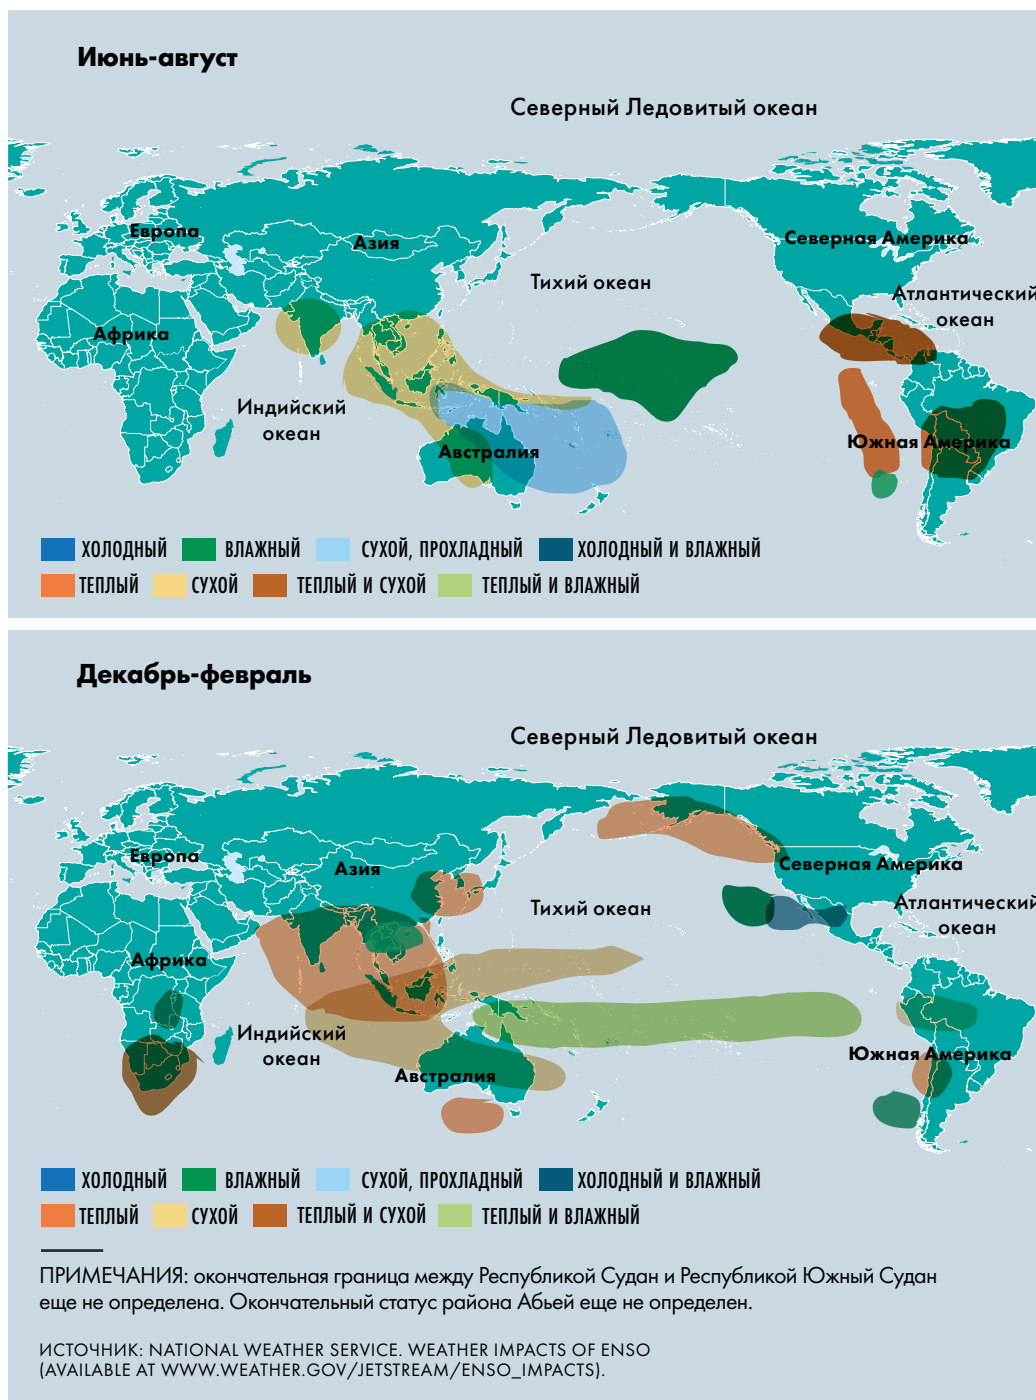 Июнь-август
Северный Ледовитый океан
Европа
Азия
Северная Америка
Тихий океан
Атлантический
океан
Африка
Индийский
океан
Австралия
Южная Америка
ХОЛОДНЫЙ ВЛАЖНЫЙ СУХОЙ, ПРОХЛАДНЫЙ ХОЛОДНЫЙ И ВЛАЖНЫЙ
ТЕПЛЫЙ СУХОЙ ТЕПЛЫЙ И СУХОЙ ТЕПЛЫЙ И ВЛАЖНЫЙ
Декабрь-февраль
Северный Ледовитый океан
Европа
Азия
Северная Америка
Тихий океан
Атлантический
океан
Африка
Индийский
океан
Австралия
Южная Америка
ХОЛОДНЫЙ ВЛАЖНЫЙ СУХОЙ, ПРОХЛАДНЫЙ ХОЛОДНЫЙ И ВЛАЖНЫЙ
ТЕПЛЫЙ СУХОЙ ТЕПЛЫЙ И СУХОЙ ТЕПЛЫЙ И ВЛАЖНЫЙ
ПРИМЕЧАНИЯ: окончательная граница между Республикой Судан и Республикой Южный Судан
еще не определена. Окончательный статус района Абьей еще не определен.
ИСТОЧНИК: NATIONAL WEATHER SERVICE. WEATHER IMPACTS OF ENSO
(AVAILABLE AT WWW.WEATHER.GOV/JETSTREAM/ENSO_IMPACTS).